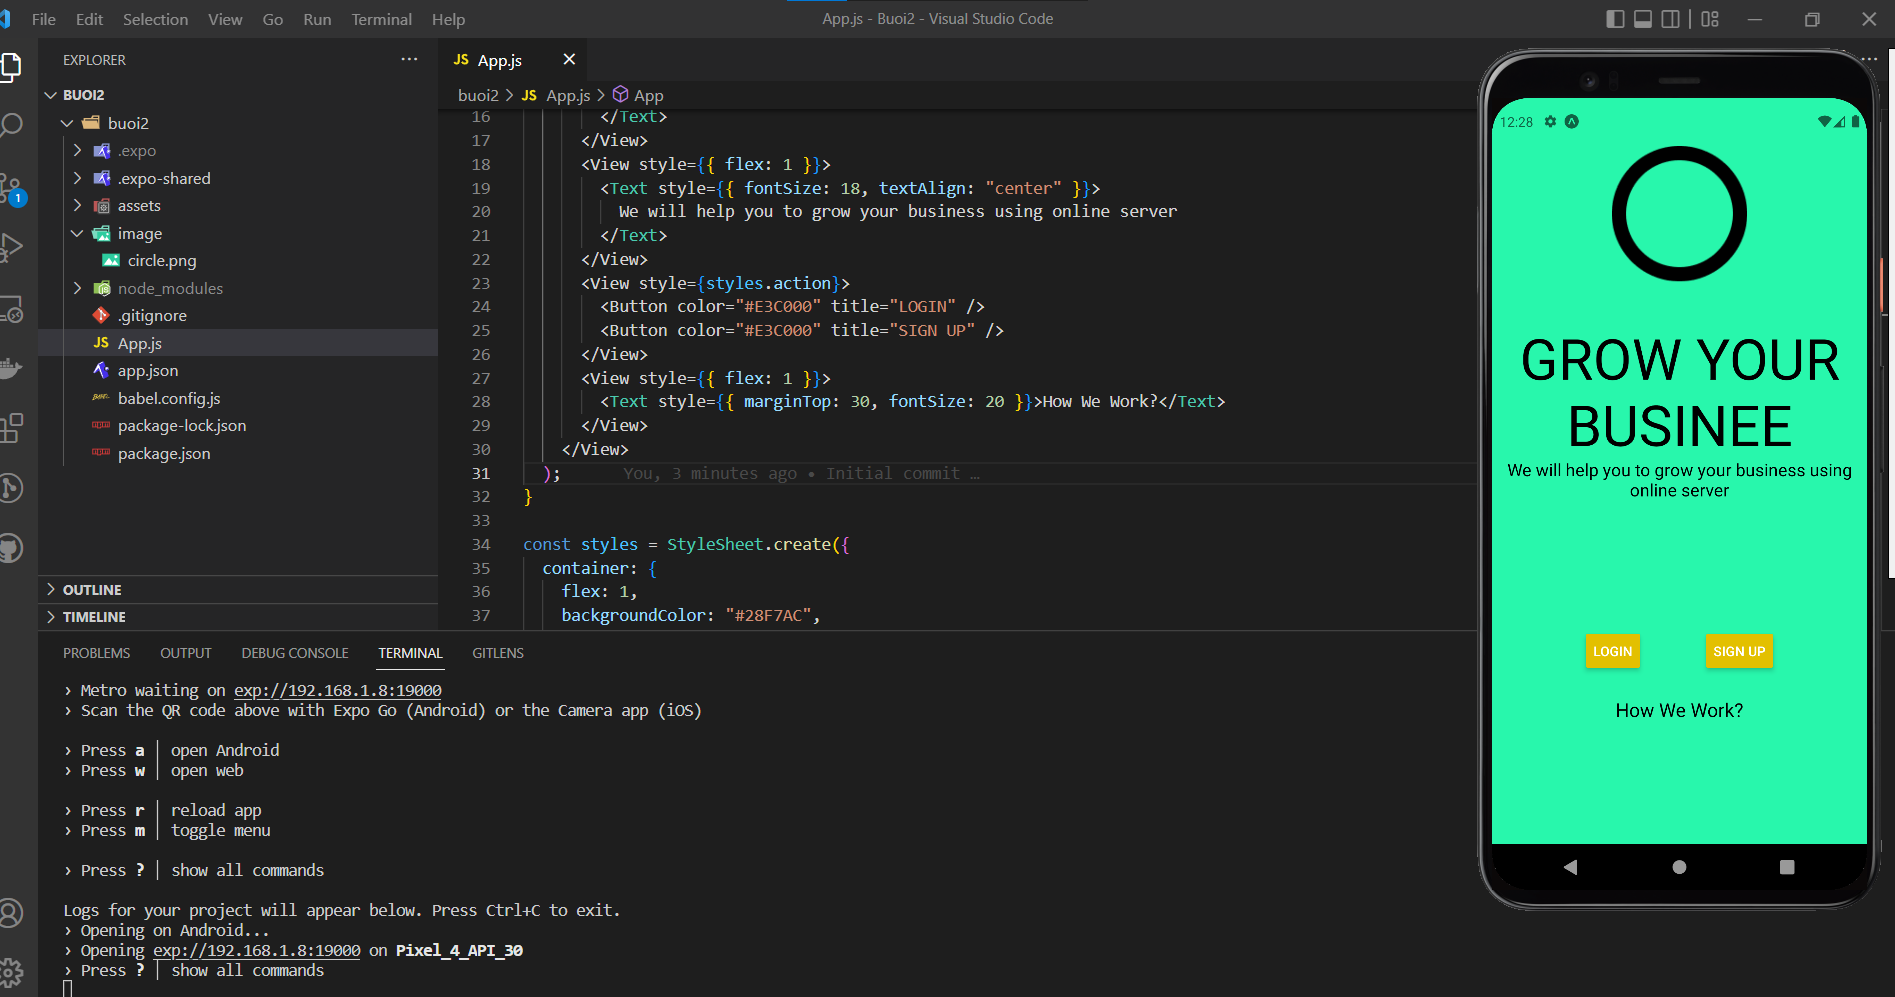 File Edit Selection View Go Run Terminal Help
App.js - Buoi2 - Visual Studio Code
EXPLORER
BUOI2
buoi2
.expo
.expo-shared
assets
image
circle.png
node_modules
.gitignore
JS App.js
app.json
babel.config.js
package-lock.json
package.json
OUTLINE
TIMELINE
1
JS App.js
buoi2 > JS App.js > App
16 </Text>
17 </View>
18 <View style={{ flex: 1 }}>
19 <Text style={{ fontSize: 18, textAlign: "center" }}>
20 We will help you to grow your business using online server
21 </Text>
22 </View>
23 <View style={styles.action}>
24 <Button color="#E3C000" title="LOGIN" />
25 <Button color="#E3C000" title="SIGN UP" />
26 </View>
27 <View style={{ flex: 1 }}>
28 <Text style={{ marginTop: 30, fontSize: 20 }}>How We Work?</Text>
29 </View>
30 </View>
31 ); You, 3 minutes ago • Initial commit …
32 }
33
34 const styles = StyleSheet.create({
35 container: {
36 flex: 1,
37 backgroundColor: "#28F7AC",
PROBLEMS OUTPUT DEBUG CONSOLE TERMINAL GITLENS
› Metro waiting on exp://192.168.1.8:19000
› Scan the QR code above with Expo Go (Android) or the Camera app (iOS)
› Press a │ open Android
› Press w │ open web
› Press r │ reload app
› Press m │ toggle menu
› Press ? │ show all commands
Logs for your project will appear below. Press Ctrl+C to exit.
› Opening on Android...
› Opening exp://192.168.1.8:19000 on Pixel_4_API_30
› Press ? │ show all commands
12:28
GROW YOUR
BUSINEE
We will help you to grow your business using
online server
LOGIN SIGN UP
How We Work?